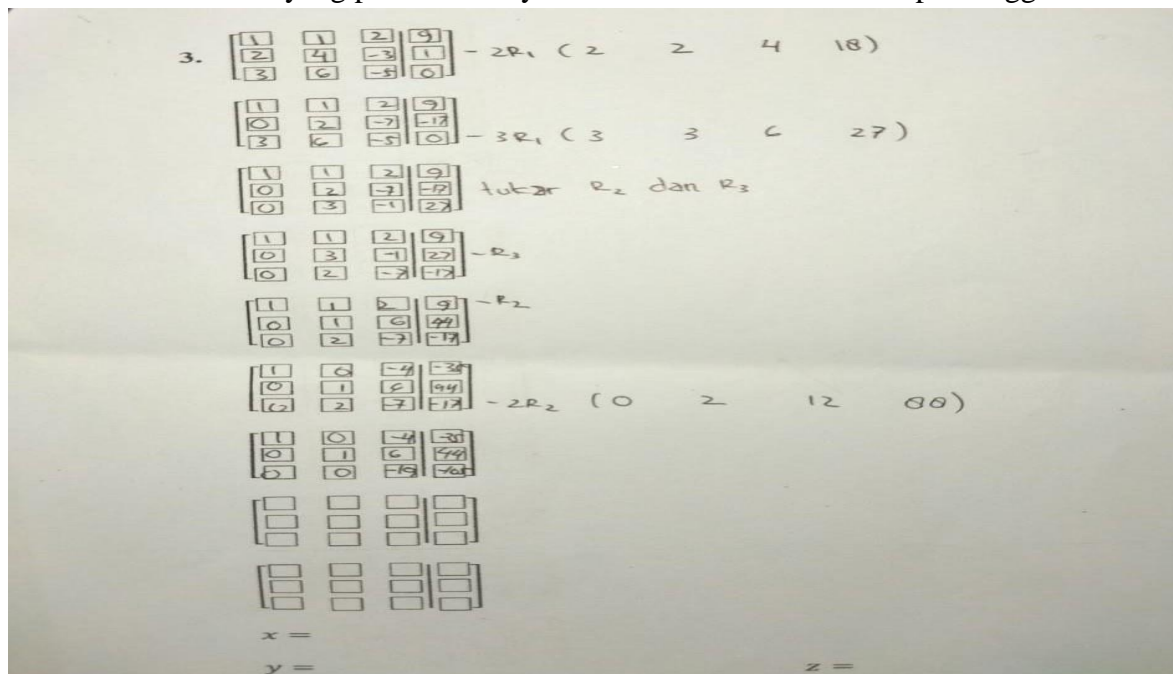 3. 1 1 2 9
2 4 -3 1 - 2R1 ( 2 2 4 18)
3 6 -5 0
1 1 2 9
0 2 -7 -17
3 6 -5 0 - 3R1 ( 3 3 6 27)
1 1 2 9
0 2 -7 -17 tukar R2 dan R3
0 3 -1 27
1 1 2 9
0 3 -1 27 - R3
0 2 -7 -17
1 1 2 9 - R2
0 1 6 44
0 2 -7 -17
1 0 -4 -35
0 1 6 44
0 2 -7 -17 - 2R2 ( 0 2 12 88)
1 0 -4 -35
0 1 6 44
0 0 -19 -105
x =
y = z =